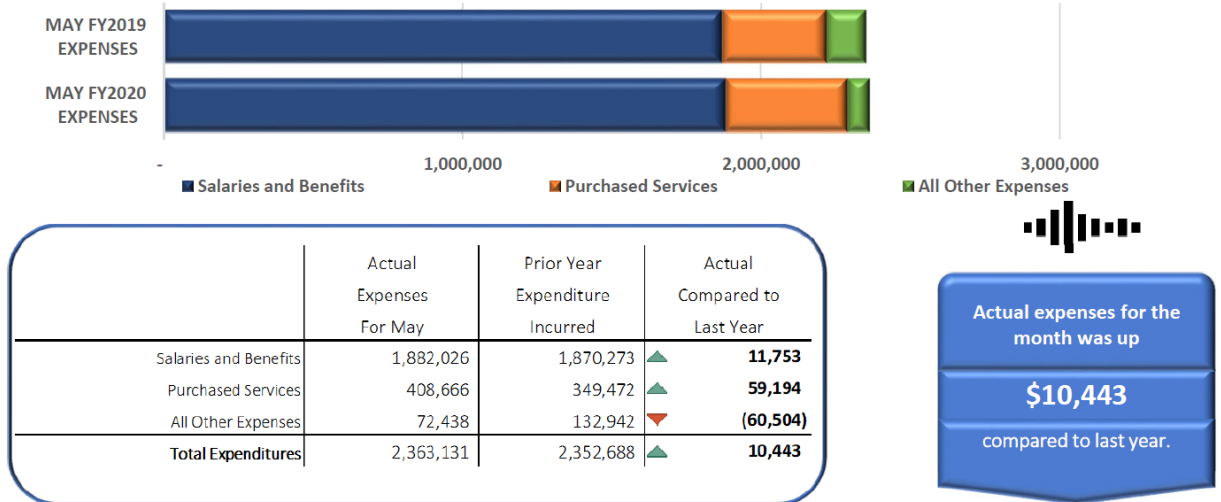 MAY FY2019
EXPENSES
MAY FY2020
EXPENSES
- 1,000,000 2,000,000 3,000,000
Salaries and Benefits Purchased Services All Other Expenses
Actual Prior Year Actual
Expenses Expenditure Compared to
For May Incurred Last Year
Salaries and Benefits 1,882,026 1,870,273 11,753
Purchased Services 408,666 349,472 59,194
All Other Expenses 72,438 132,942 (60,504)
Total Expenditures 2,363,131 2,352,688 10,443
Actual expenses for the
month was up
$10,443
compared to last year.